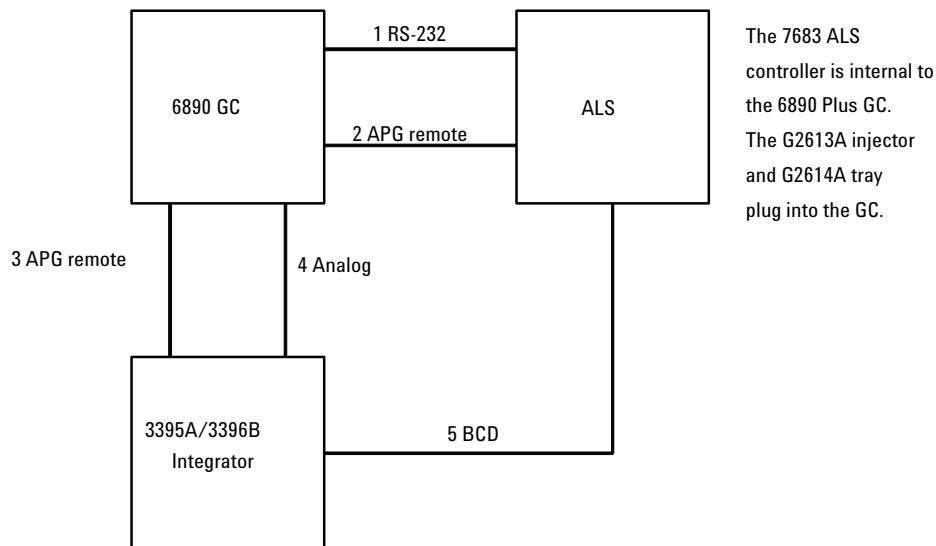 1 RS-232
6890 GC
ALS
2 APG remote
The 7683 ALS
controller is internal to
the 6890 Plus GC.
The G2613A injector
and G2614A tray
plug into the GC.
3 APG remote
4 Analog
3395A/3396B
Integrator
5 BCD